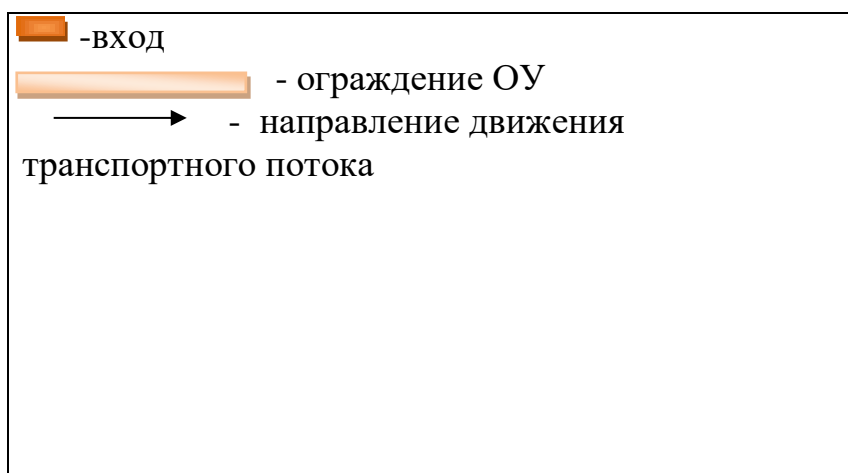 -вход
- ограждение ОУ
- направление движения
транспортного потока